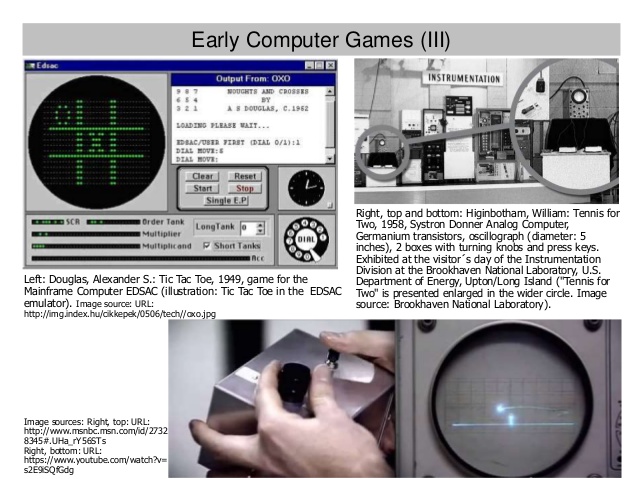 Early Computer Games (III)
Edsac
Output From: OXO
9 8 7 NOUGHTS AND CROSSES
6 5 4 BY
3 2 1 A S DOUGLAS, C.1952
LOADING PLEASE WAIT...
EDSAC/USER FIRST (DIAL 0/1):1
DIAL MOVE:
DIAL MOVE:
Clear Reset
Start Stop
Single E.P
SCR Order Tank
Multiplier
Multiplicand
Acc
LongTank 0
Short Tanks
DIAL
INSTRUMENTATION
Left: Douglas, Alexander S.: Tic Tac Toe, 1949, game for the
Mainframe Computer EDSAC (illustration: Tic Tac Toe in the EDSAC
emulator). Image source: URL:
http://img.index.hu/cikkepek/0506/tech//oxo.jpg
Right, top and bottom: Higinbotham, William: Tennis for
Two, 1958, Systron Donner Analog Computer,
Germanium transistors, oscillograph (diameter: 5
inches), 2 boxes with turning knobs and press keys.
Exhibited at the visitor´s day of the Instrumentation
Division at the Brookhaven National Laboratory, U.S.
Department of Energy, Upton/Long Island ("Tennis for
Two" is presented enlarged in the wider circle. Image
source: Brookhaven National Laboratory).
Image sources: Right, top: URL:
http://www.msnbc.msn.com/id/2732
8345#.UHa_rY56STs
Right, bottom: URL:
https://www.youtube.com/watch?v=
s2E9iSQfGdg